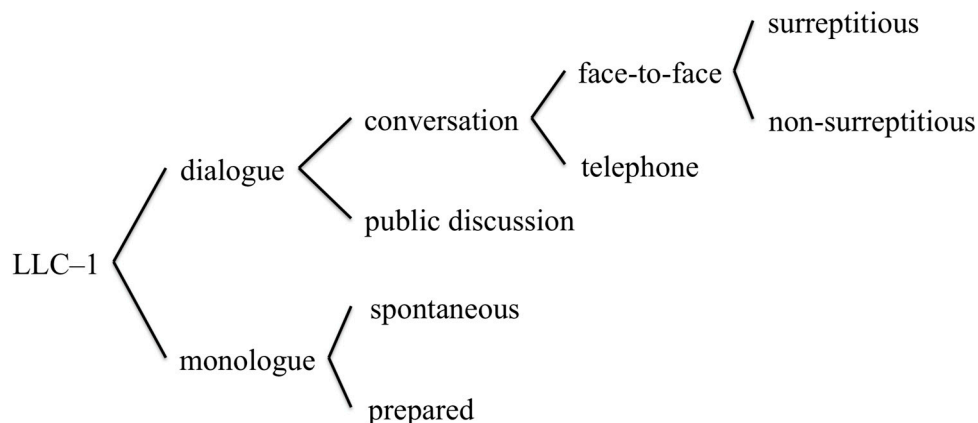 surreptitious
face-to-face
non-surreptitious
conversation
telephone
dialogue
public discussion
LLC–1
spontaneous
monologue
prepared